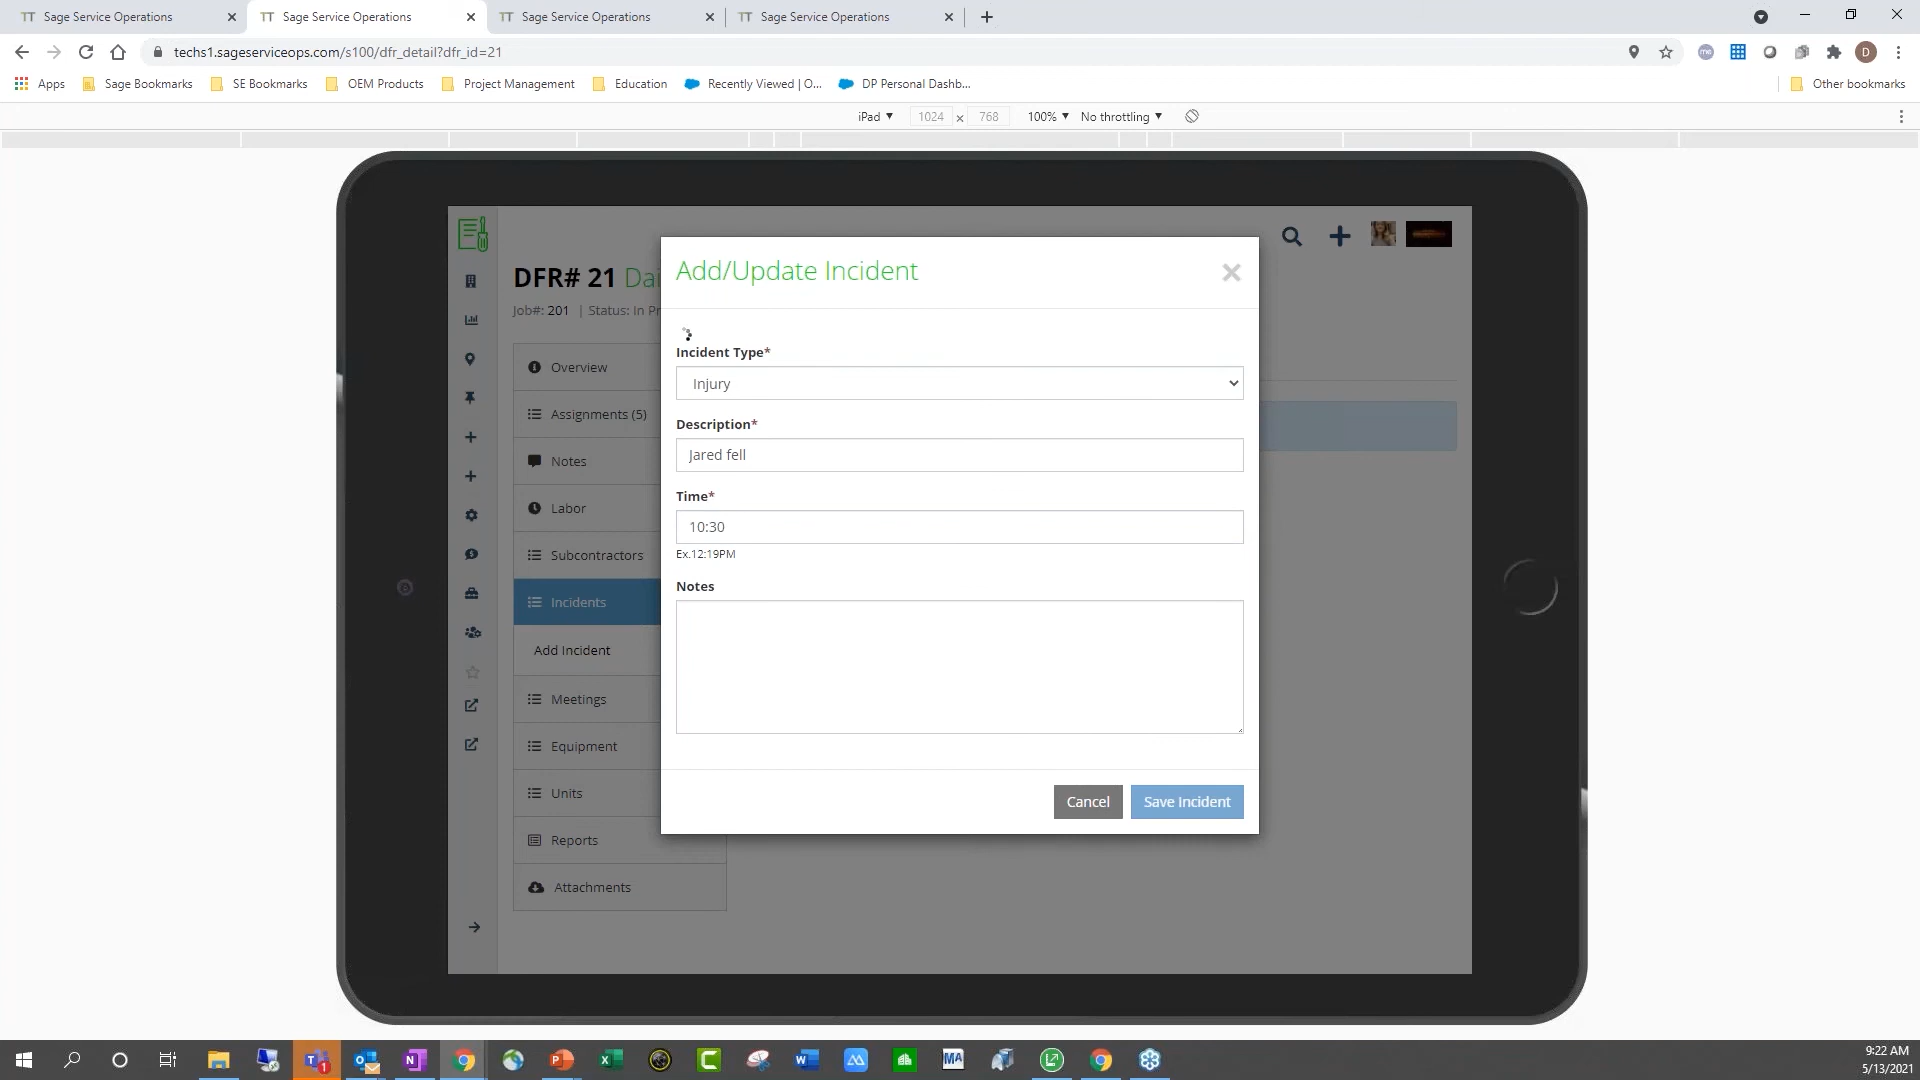 Sage Service Operations
Sage Service Operations
Sage Service Operations
Sage Service Operations
techs1.sageserviceops.com/s100/dfr_detail?dfr_id=21
D
Apps
Sage Bookmarks
SE Bookmarks
OEM Products
Project Management
Education
Recently Viewed | O...
DP Personal Dashb...
Other bookmarks
iPad
1024 x 768
100%
No throttling
DFR# 21 Dai
Job#: 201 | Status: In Pr
Overview
Assignments (5)
Notes
Labor
Subcontractors
Incidents
Add Incident
Meetings
Equipment
Units
Reports
Attachments
Add/Update Incident
Incident Type*
Injury
Description*
Jared fell
Time*
10:30
Ex.12:19PM
Notes
Cancel
Save Incident
9:22 AM
5/13/2021